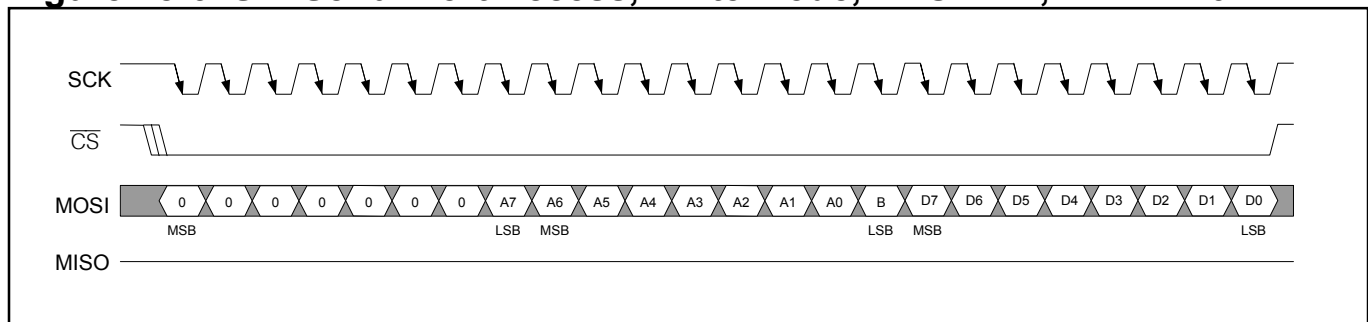 SCK
CS
MOSI 0 0 0 0 0 0 0 A7 A6 A5 A4 A3 A2 A1 A0 B D7 D6 D5 D4 D3 D2 D1 D0
MSB LSB MSB LSB MSB LSB
MISO